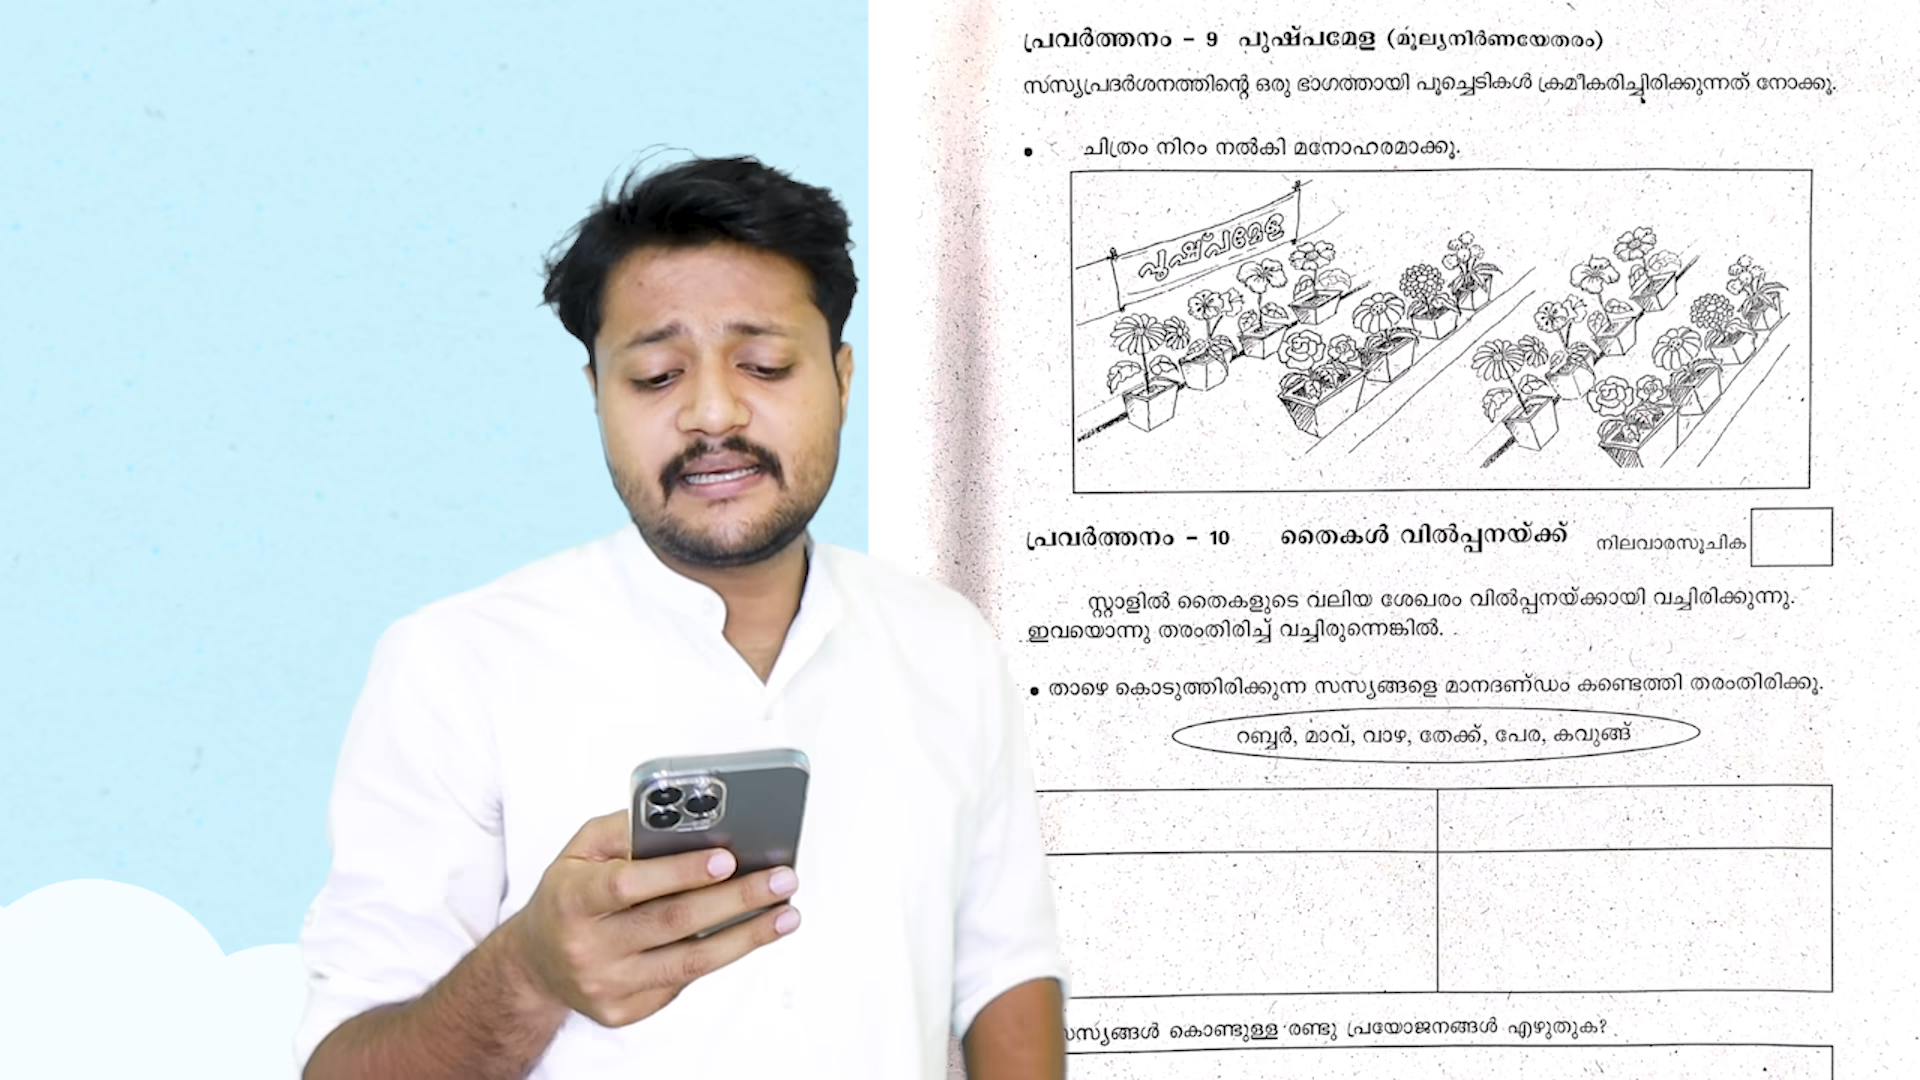 പ്രവർത്തനം – 9 പുഷ്പമേള (മൂല്യനിർണയേതരം)
സസ്യപ്രദർശനത്തിന്റെ ഒരു ഭാഗത്തായി പൂച്ചെടികൾ ക്രമീകരിച്ചിരിക്കുന്നത് നോക്കൂ.
• ചിത്രം നിറം നൽകി മനോഹരമാക്കൂ.
പുഷ്പമേള
പ്രവർത്തനം – 10 തൈകൾ വിൽപ്പനയ്ക്ക് നിലവാരസൂചിക
സ്റ്റാളിൽ തൈകളുടെ വലിയ ശേഖരം വിൽപ്പനയ്ക്കായി വച്ചിരിക്കുന്നു.
ഇവയൊന്നു തരംതിരിച്ച് വച്ചിരുന്നെങ്കിൽ.
• താഴെ കൊടുത്തിരിക്കുന്ന സസ്യങ്ങളെ മാനദണ്ഡം കണ്ടെത്തി തരംതിരിക്കൂ.
റബ്ബർ, മാവ്, വാഴ, തേക്ക്, പേര, കവുങ്ങ്
സസ്യങ്ങൾ കൊണ്ടുള്ള രണ്ടു പ്രയോജനങ്ങൾ എഴുതുക?